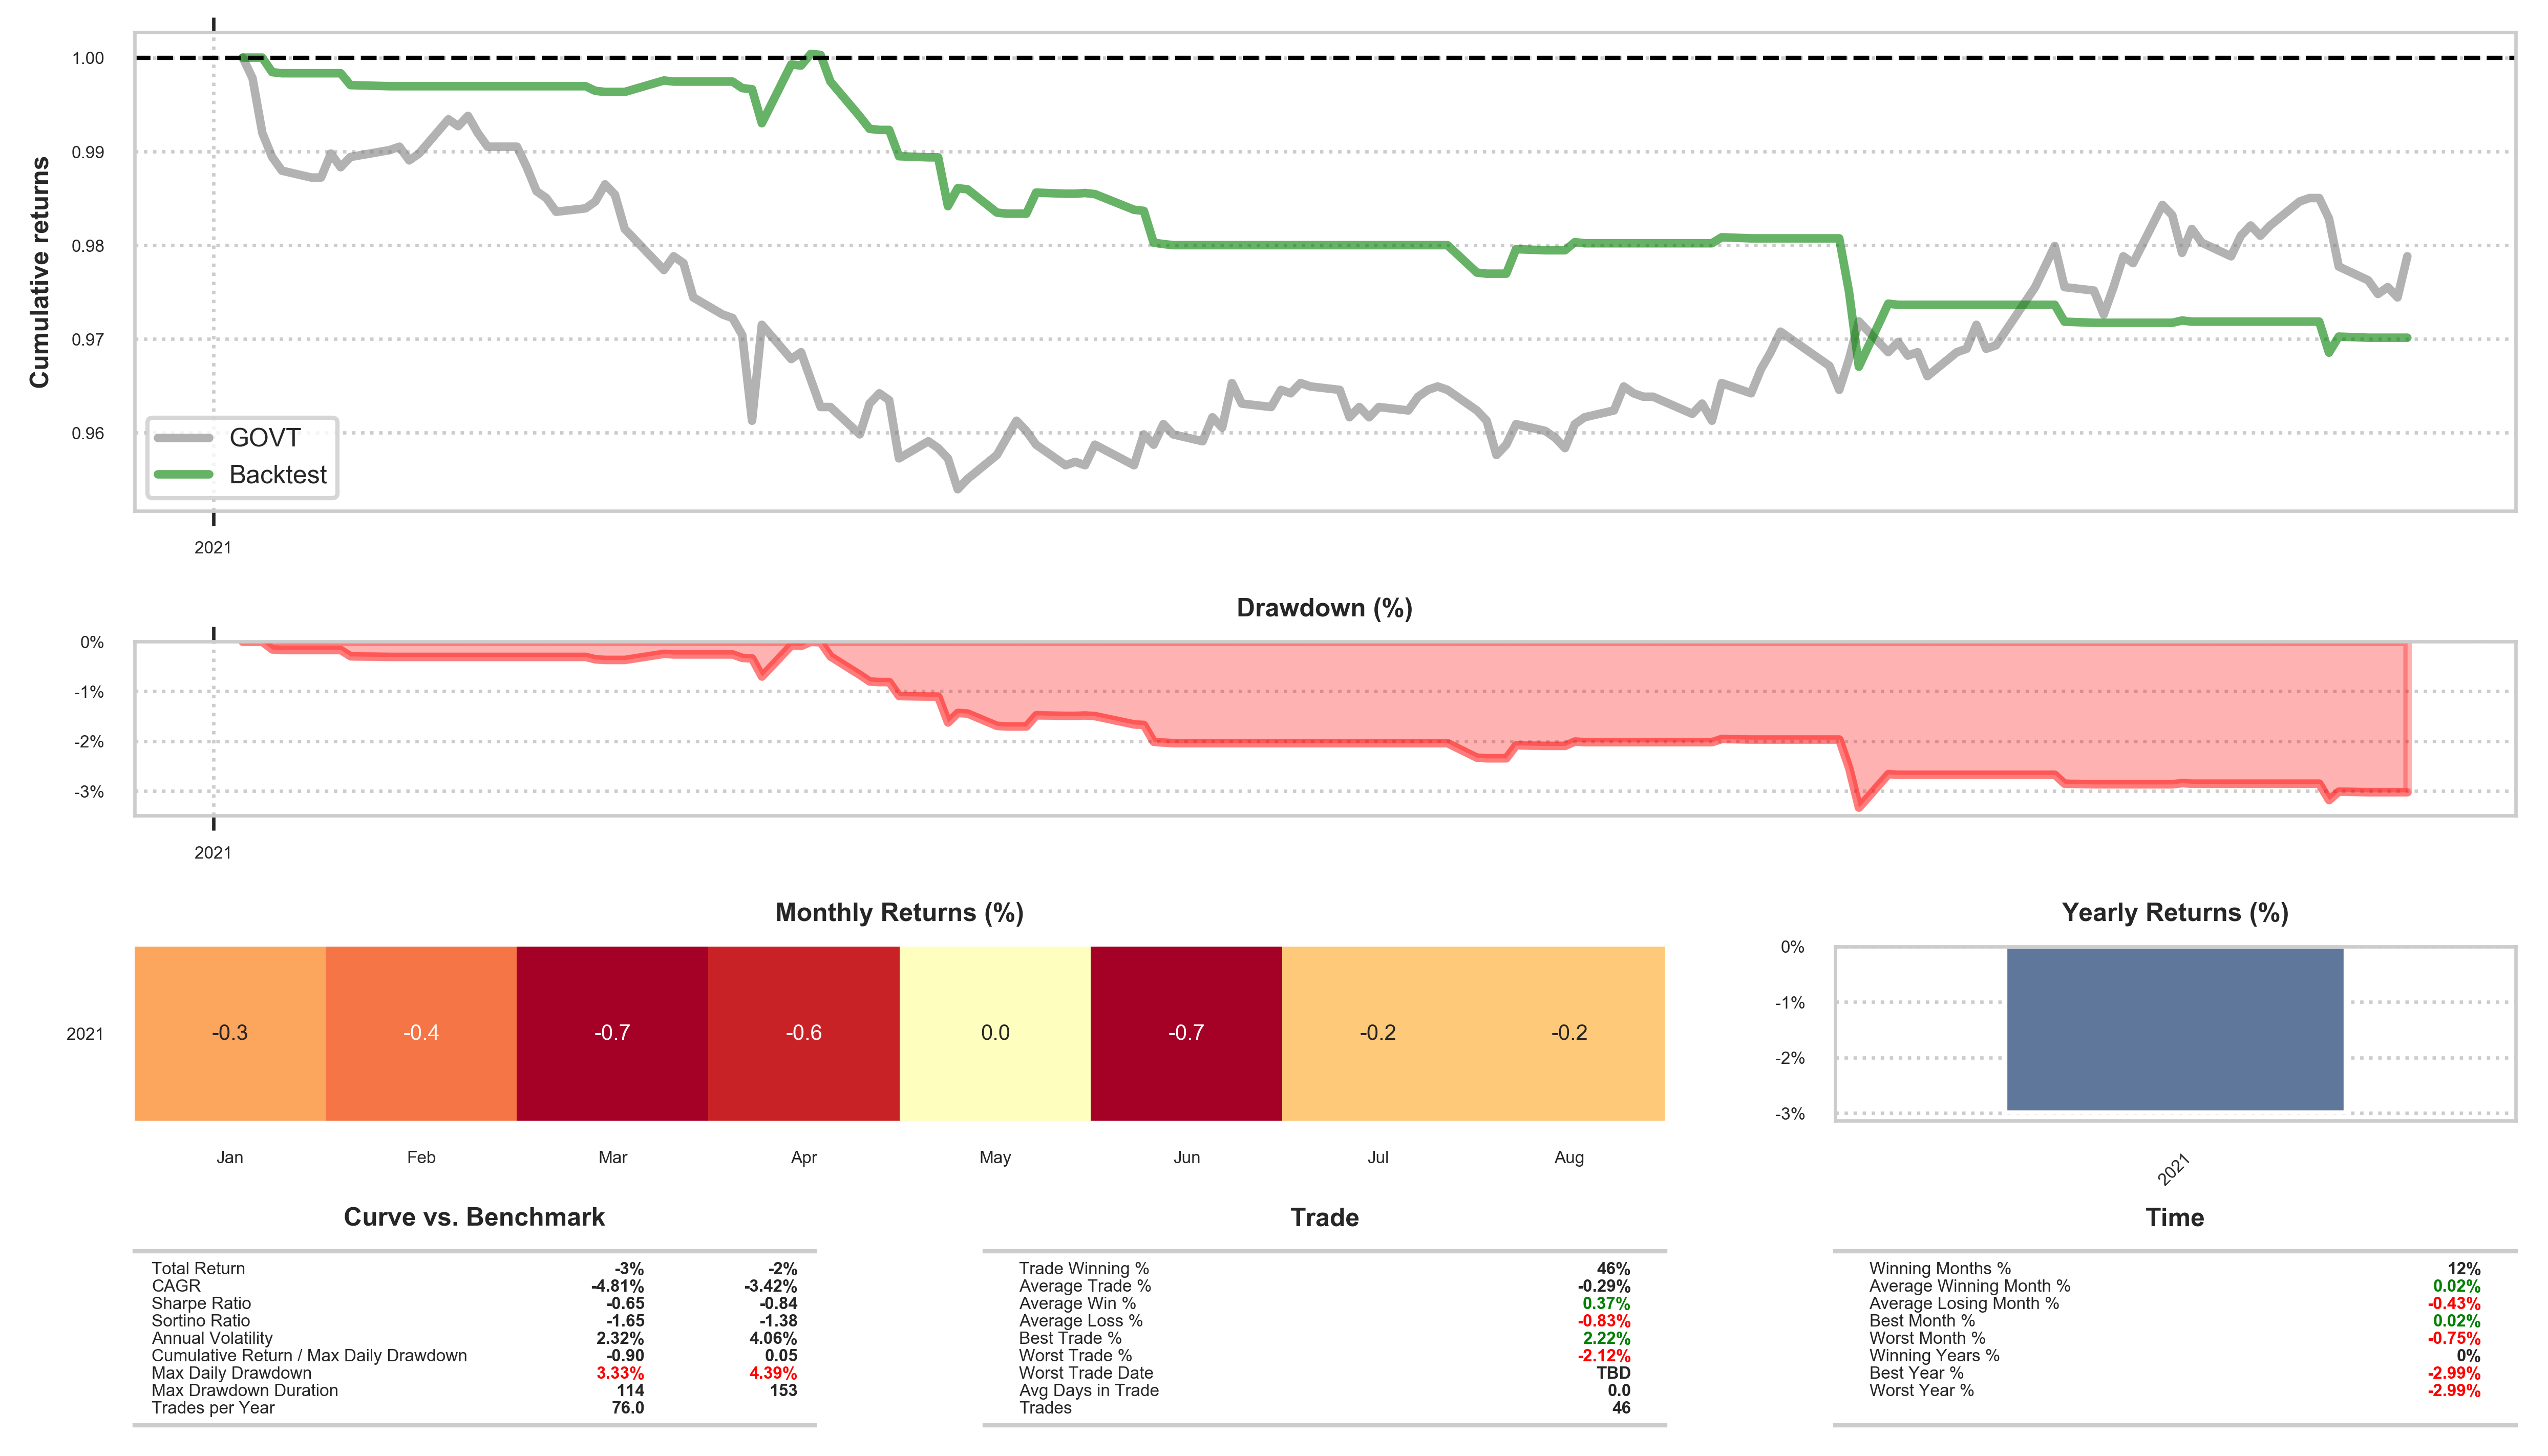 Cumulative returns
1.00
0.99
0.98
0.97
0.96
GOVT
Backtest
2021
Drawdown (%)
0%
-1%
-2%
-3%
2021
Monthly Returns (%)
2021
-0.3 -0.4 -0.7 -0.6 0.0 -0.7 -0.2 -0.2
Jan Feb Mar Apr May Jun Jul Aug
Yearly Returns (%)
0%
-1%
-2%
-3%
2021
Curve vs. Benchmark
Total Return -3% -2%
CAGR -4.81% -3.42%
Sharpe Ratio -0.65 -0.84
Sortino Ratio -1.65 -1.38
Annual Volatility 2.32% 4.06%
Cumulative Return / Max Daily Drawdown -0.90 0.05
Max Daily Drawdown 3.33% 4.39%
Max Drawdown Duration 114 153
Trades per Year 76.0
Trade
Trade Winning % 46%
Average Trade % -0.29%
Average Win % 0.37%
Average Loss % -0.83%
Best Trade % 2.22%
Worst Trade % -2.12%
Worst Trade Date TBD
Avg Days in Trade 0.0
Trades 46
Time
Winning Months % 12%
Average Winning Month % 0.02%
Average Losing Month % -0.43%
Best Month % 0.02%
Worst Month % -0.75%
Winning Years % 0%
Best Year % -2.99%
Worst Year % -2.99%